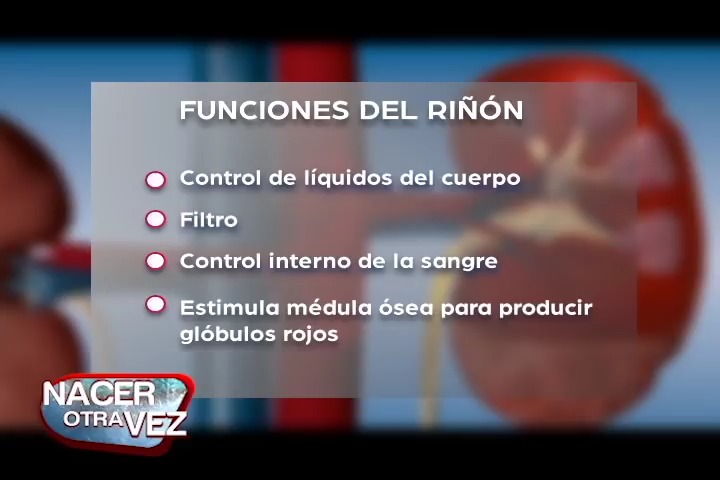 FUNCIONES DEL RIÑÓN
Control de líquidos del cuerpo
Filtro
Control interno de la sangre
Estimula médula ósea para producir
glóbulos rojos
NACER
OTRA VEZ